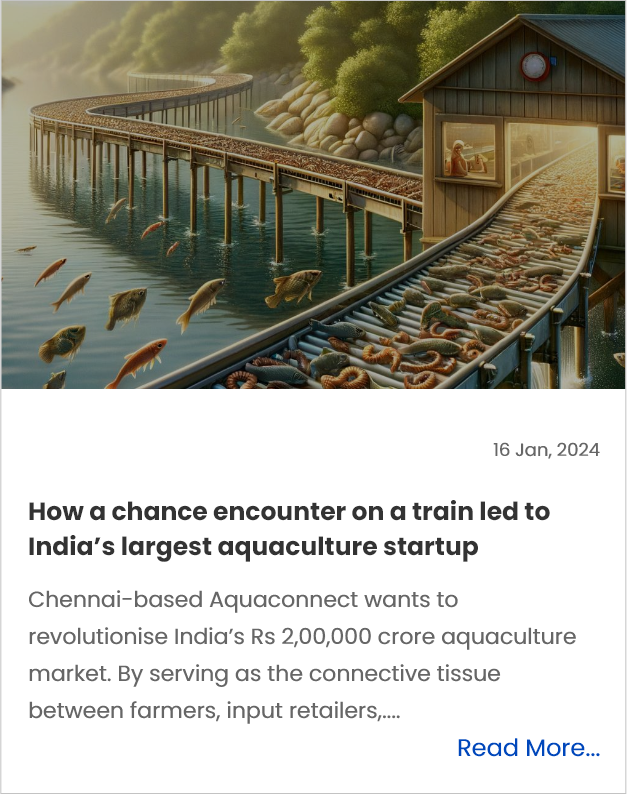 16 Jan, 2024
How a chance encounter on a train led to
India’s largest aquaculture startup
Chennai-based Aquaconnect wants to
revolutionise India’s Rs 2,00,000 crore aquaculture
market. By serving as the connective tissue
between farmers, input retailers,....
Read More...